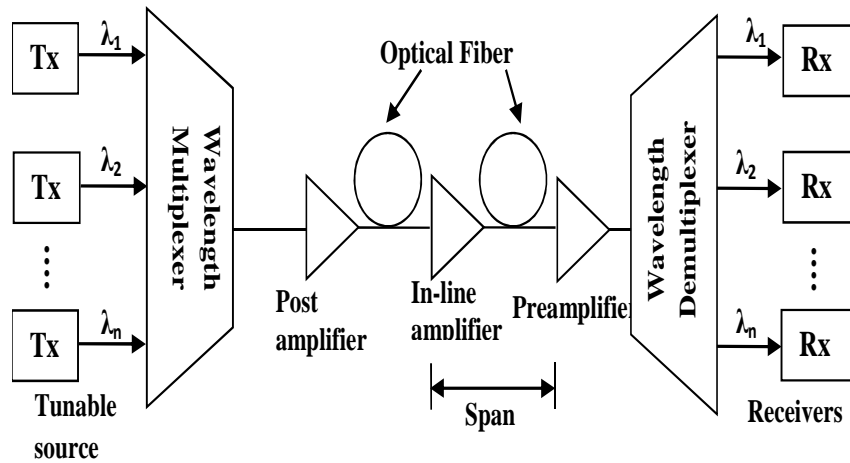 Tx
λ1
Tx
λ2
Tx
λn
Tunable
source
Wavelength
Multiplexer
Optical Fiber
Post
amplifier
In-line
amplifier
Preamplifier
Span
Wavelength
Demultiplexer
λ1
Rx
λ2
Rx
λn
Rx
Receivers